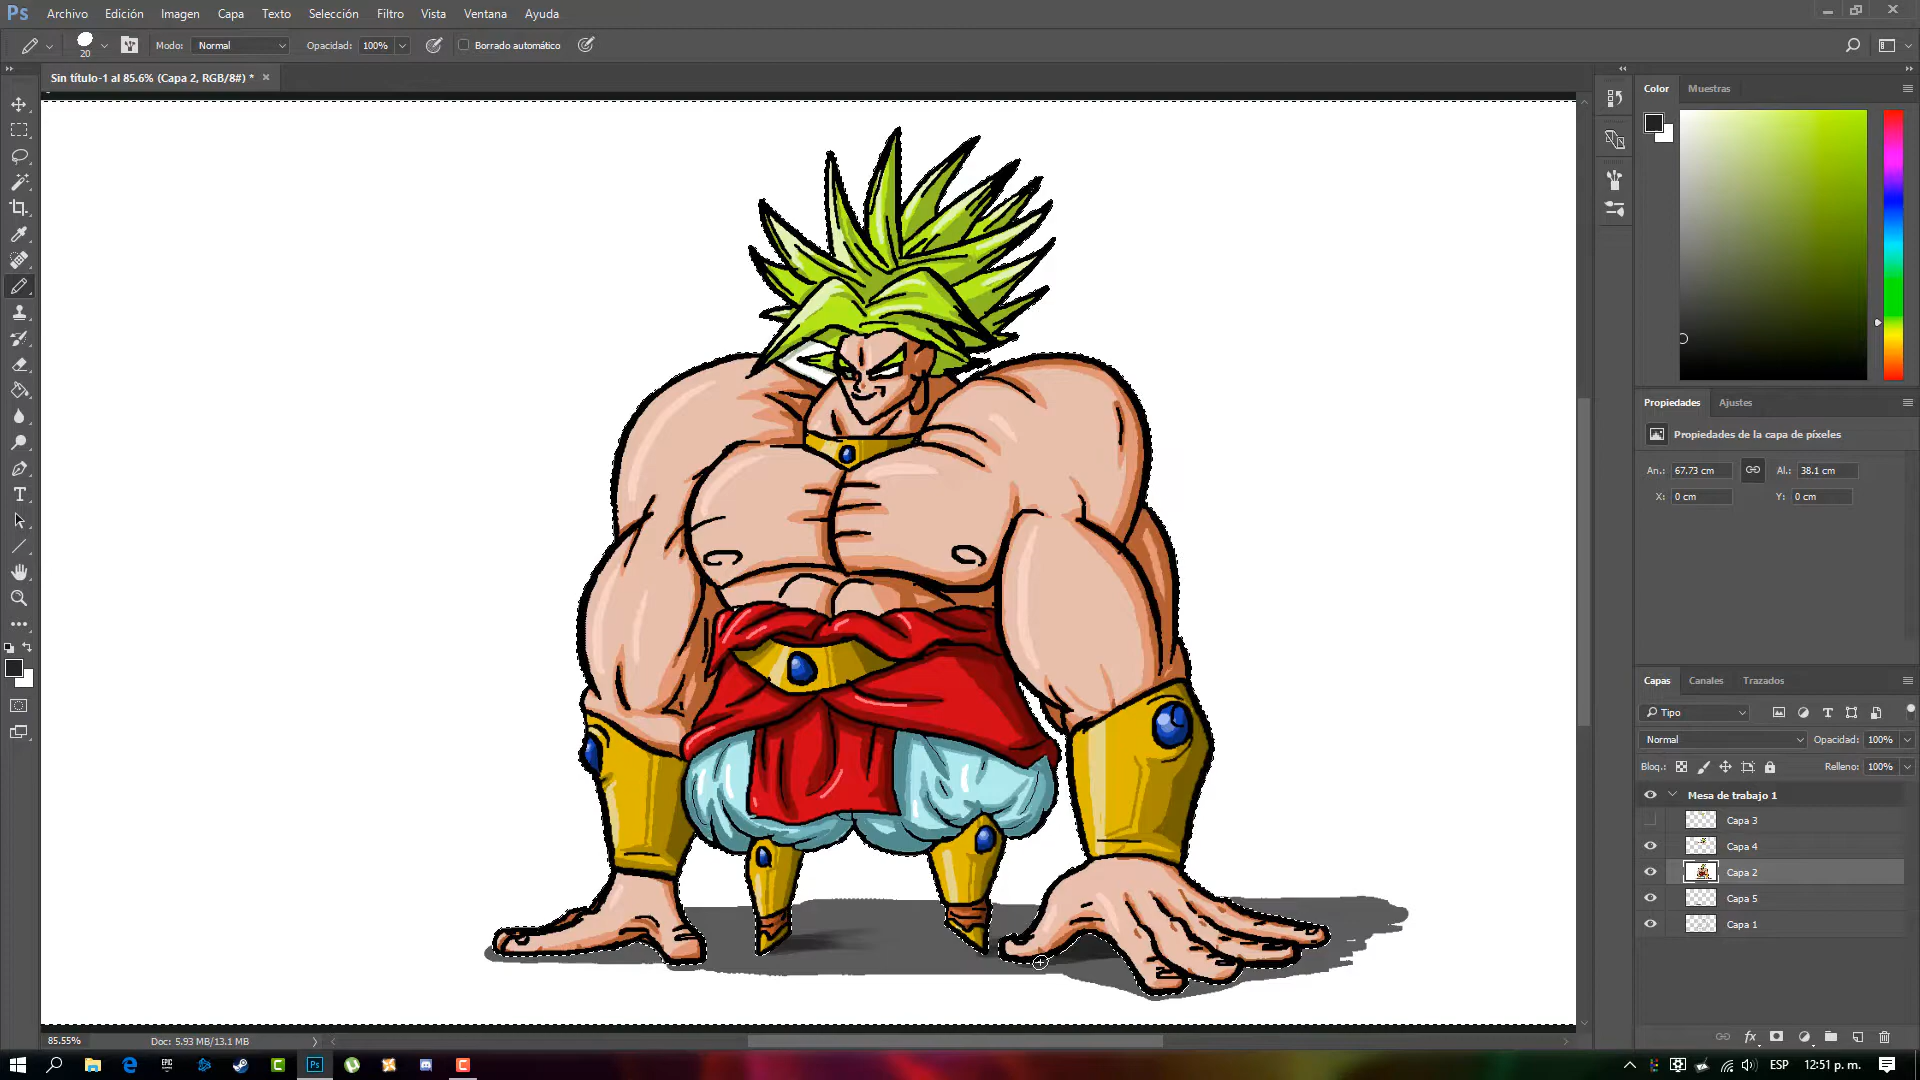 Ps Archivo Edición Imagen Capa Texto Selección Filtro Vista Ventana Ayuda
20 Modo: Normal Opacidad: 100% Borrado automático
Sin título-1 al 85.6% (Capa 2, RGB/8#) * ×
Color Muestras
Propiedades Ajustes
Propiedades de la capa de píxeles
An.: 67.73 cm Al.: 38.1 cm
X: 0 cm Y: 0 cm
Capas Canales Trazados
Tipo
Normal Opacidad: 100%
Bloq.: Relleno: 100%
Mesa de trabajo 1
Capa 3
Capa 4
Capa 2
Capa 5
Capa 1
85.55% Doc: 5.93 MB/13.1 MB
EPIC Ps ESP 12:51 p. m.